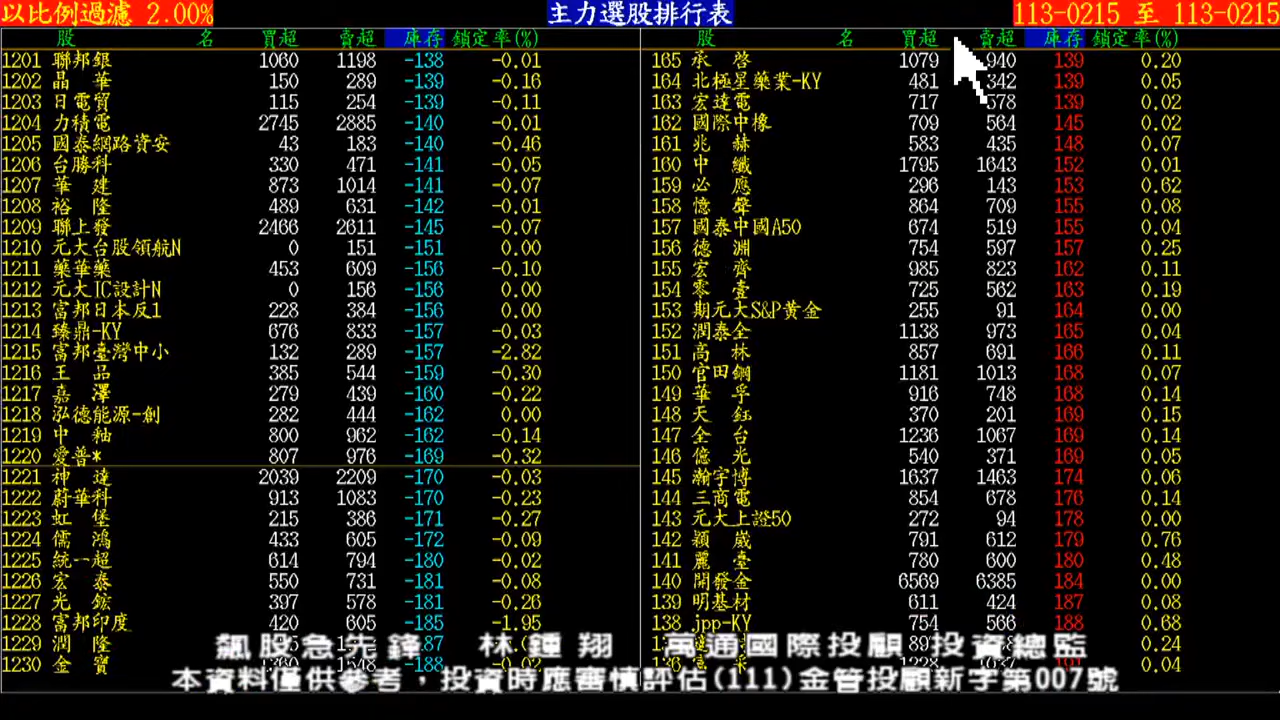 以比例過濾 2.00% 主力選股排行表 113-0215 至 113-0215
股 名 買超 賣超 庫存 鎖定率(%) 股 名 買超 賣超 庫存 鎖定率(%)
1201 聯邦銀 1060 1198 -138 -0.01 165 承 啓 1079 940 139 0.20
1202 晶 華 150 289 -139 -0.16 164 北極星藥業-KY 481 342 139 0.05
1203 日電貿 115 254 -139 -0.11 163 宏達電 717 578 139 0.02
1204 力積電 2745 2885 -140 -0.01 162 國際中橡 709 564 145 0.02
1205 國泰網路資安 43 183 -140 -0.46 161 兆 赫 583 435 148 0.07
1206 台勝科 330 471 -141 -0.05 160 中 纖 1795 1643 152 0.01
1207 華 建 873 1014 -141 -0.07 159 必 應 296 143 153 0.62
1208 裕 隆 489 631 -142 -0.01 158 憶 聲 864 709 155 0.08
1209 聯上發 2466 2611 -145 -0.07 157 國泰中國A50 674 519 155 0.04
1210 元大台股領航N 0 151 -151 0.00 156 德 淵 754 597 157 0.25
1211 藥華藥 453 609 -156 -0.10 155 宏 齊 985 823 162 0.11
1212 元大IC設計N 0 156 -156 0.00 154 零 壹 725 562 163 0.19
1213 富邦日本反1 228 384 -156 0.00 153 期元大S&P黃金 255 91 164 0.00
1214 臻鼎-KY 676 833 -157 -0.03 152 潤泰全 1138 973 165 0.04
1215 富邦臺灣中小 132 289 -157 -2.82 151 高 林 857 691 166 0.11
1216 王 品 385 544 -159 -0.30 150 官田鋼 1181 1013 168 0.07
1217 嘉 澤 279 439 -160 -0.22 149 華 孚 916 748 168 0.14
1218 泓德能源-創 282 444 -162 0.00 148 天 鈺 370 201 169 0.15
1219 中 釉 800 962 -162 -0.14 147 全 台 1236 1067 169 0.14
1220 愛普* 807 976 -169 -0.32 146 億 光 540 371 169 0.05
1221 神 達 2039 2209 -170 -0.03 145 瀚宇博 1637 1463 174 0.06
1222 蔚華科 913 1083 -170 -0.23 144 三商電 854 678 176 0.14
1223 虹 堡 215 386 -171 -0.27 143 元大上證50 272 94 178 0.00
1224 儒 鴻 433 605 -172 -0.09 142 穎 崴 791 612 179 0.76
1225 統一超 614 794 -180 -0.02 141 麗 臺 780 600 180 0.48
1226 宏 泰 550 731 -181 -0.08 140 開發金 6569 6385 184 0.00
1227 光 鋐 397 578 -181 -0.26 139 明基材 611 424 187 0.08
1228 富邦印度 420 605 -185 -1.95 138 jpp-KY 754 566 188 0.68
1229 潤 隆 0.24
1230 金 寶 -188 -0.02 0.04
飆股急先鋒 林鍾翔 萬通國際投顧 投資總監
本資料僅供參考，投資時應審慎評估(111)金管投顧新字第007號